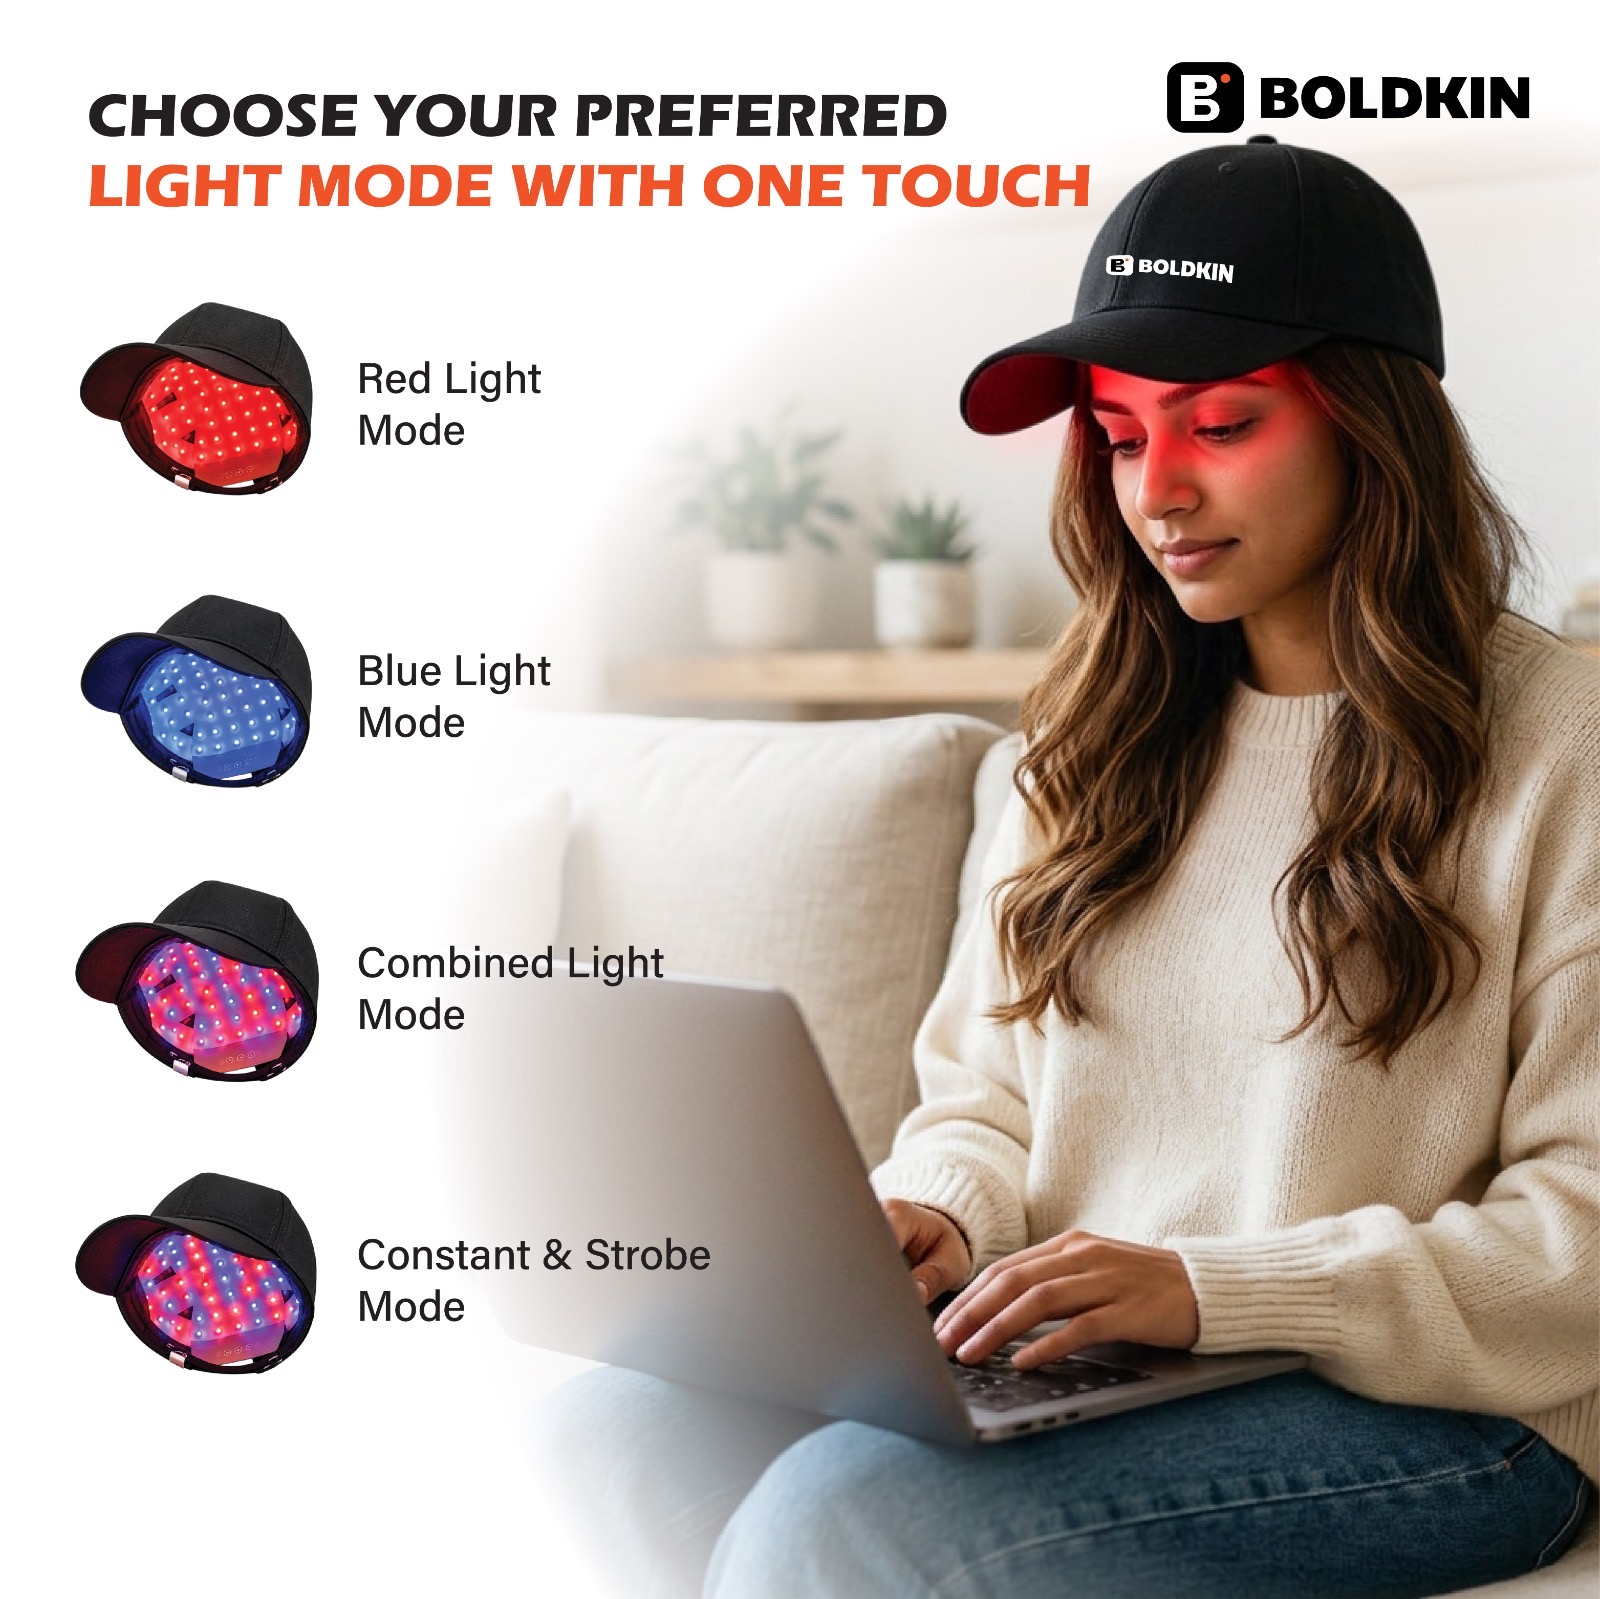 CHOOSE YOUR PREFERRED
LIGHT MODE WITH ONE TOUCH
B BOLDKIN
B BOLDKIN
Red Light
Mode
Blue Light
Mode
Combined Light
Mode
Constant & Strobe
Mode